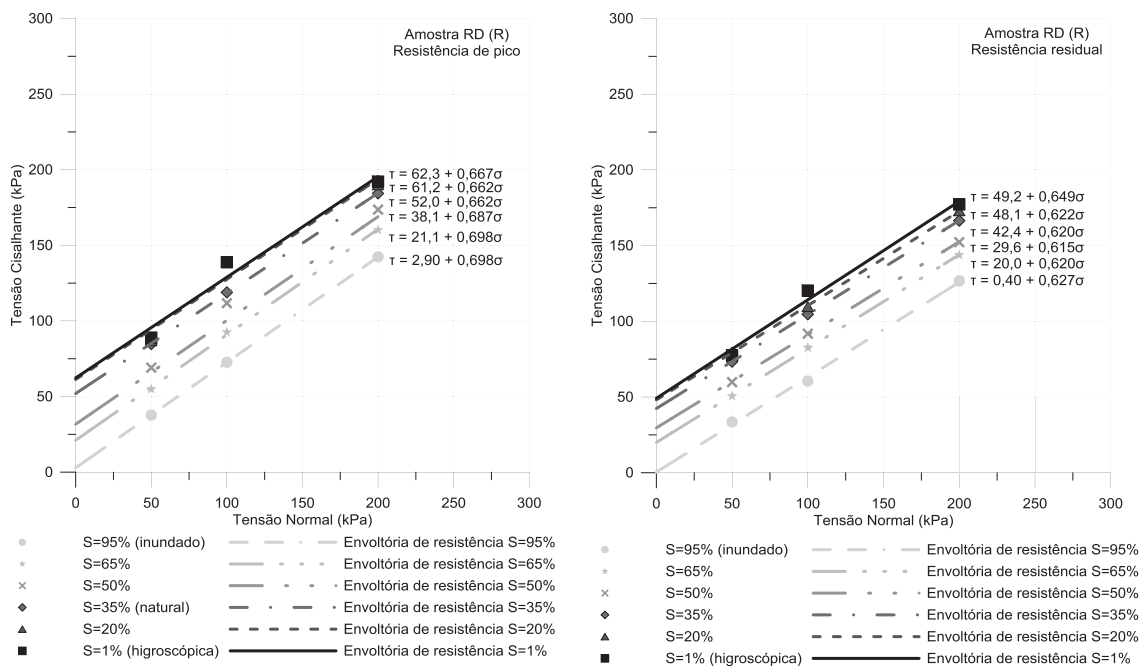 Amostra RD (R)
Resistência de pico
Tensão Cisalhante (kPa)
300
250
200
150
100
50
0
τ = 62,3 + 0,667σ
τ = 61,2 + 0,662σ
τ = 52,0 + 0,662σ
τ = 38,1 + 0,687σ
τ = 21,1 + 0,698σ
τ = 2,90 + 0,698σ
0 50 100 150 200 250 300
Tensão Normal (kPa)
S=95% (inundado) Envoltória de resistência S=95%
S=65% Envoltória de resistência S=65%
S=50% Envoltória de resistência S=50%
S=35% (natural) Envoltória de resistência S=35%
S=20% Envoltória de resistência S=20%
S=1% (higroscópica) Envoltória de resistência S=1%
Amostra RD (R)
Resistência residual
Tensão Cisalhante (kPa)
300
250
200
150
100
50
0
τ = 49,2 + 0,649σ
τ = 48,1 + 0,622σ
τ = 42,4 + 0,620σ
τ = 29,6 + 0,615σ
τ = 20,0 + 0,620σ
τ = 0,40 + 0,627σ
0 50 100 150 200 250 300
Tensão Normal (kPa)
S=95% (inundado) Envoltória de resistência S=95%
S=65% Envoltória de resistência S=65%
S=50% Envoltória de resistência S=50%
S=35% Envoltória de resistência S=35%
S=20% Envoltória de resistência S=20%
S=1% (higroscópica) Envoltória de resistência S=1%